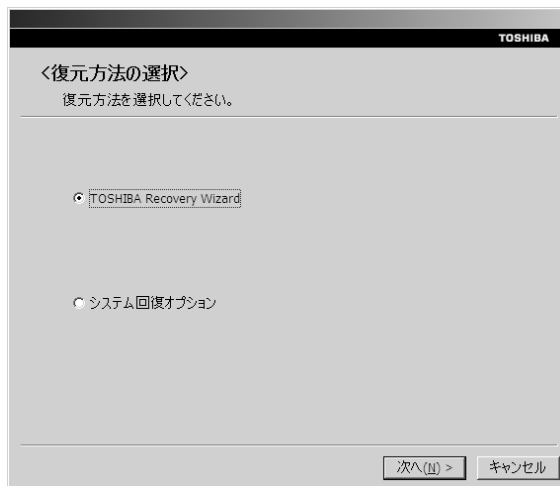 TOSHIBA
<復元方法の選択>
復元方法を選択してください。
TOSHIBA Recovery Wizard
システム回復オプション
次へ(N) >
キャンセル